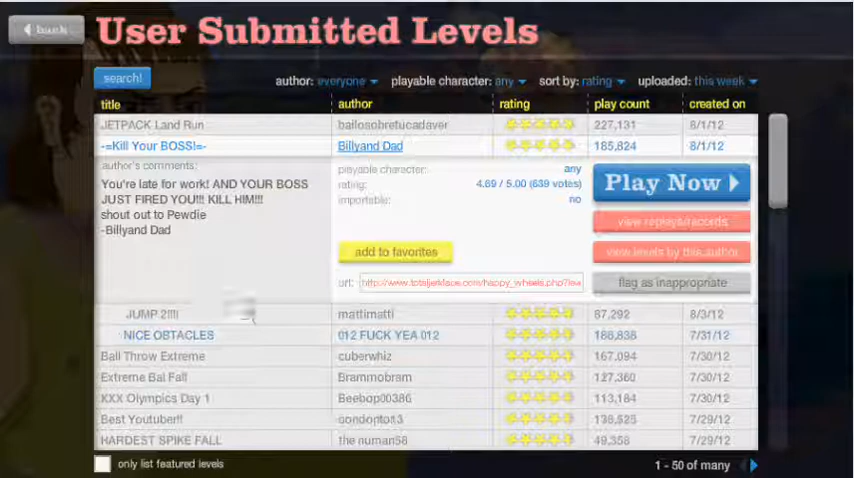 back
User Submitted Levels
search!
author: everyone playable character: any sort by: rating uploaded: this week
title author rating play count created on
JETPACK Land Run bailosobretucadaver 227,131 8/1/12
-=Kill Your BOSS!=- Billyand Dad 185,824 8/1/12
author's comments:
You're late for work! AND YOUR BOSS
JUST FIRED YOU!!! KILL HIM!!!
shout out to Pewdie
-Billyand Dad
playable character: any
rating: 4.69 / 5.00 (639 votes)
importable: no
add to favorites
url: http://www.totaljerkface.com/happy_wheels.php?
Play Now
view replays/records
view levels by this author
flag as inappropriate
JUMP 2!!!! mattimatti 87,292 8/3/12
NICE OBTACLES 012 FUCK YEA 012 7/31/12
Ball Throw Extreme cuberwhiz 167,094 7/30/12
Extreme Bal Fall Brammobram 127,360 7/30/12
XXX Olympics Day 1 Beebop00386 113,184 7/30/12
Best Youtuber!! 7/29/12
HARDEST SPIKE FALL 49,358 7/29/12
only list featured levels
1 - 50 of many